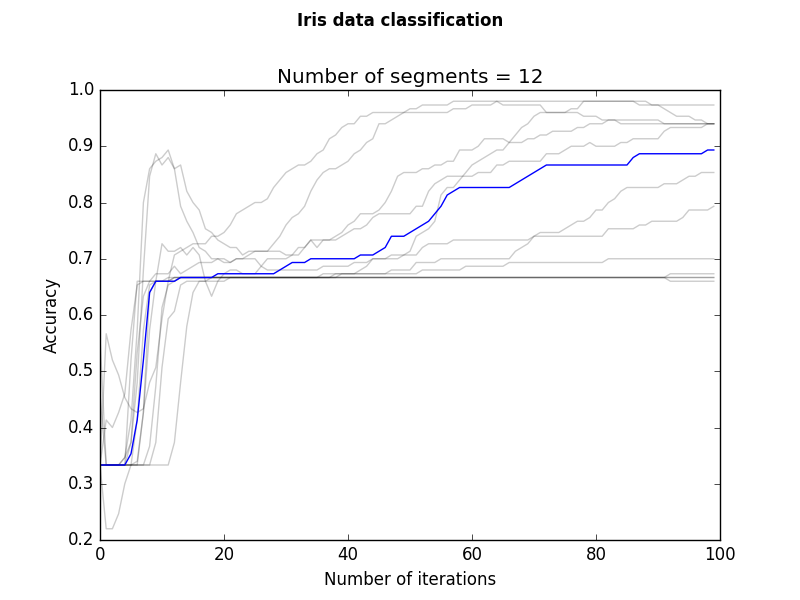 Iris data classification
Number of segments = 12
1.0
0.9
0.8
0.7
0.6
0.5
0.4
0.3
0.2
Accuracy
0 20 40 60 80 100
Number of iterations